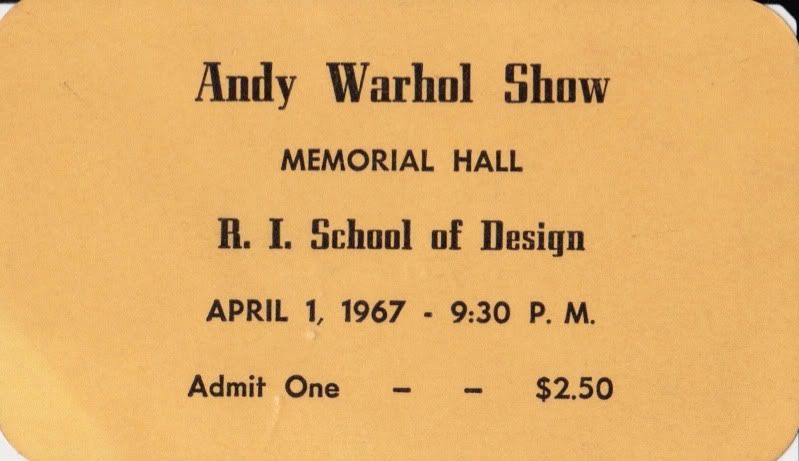 Andy Warhol Show
MEMORIAL HALL
R. I. School of Design
APRIL 1, 1967 - 9:30 P. M.
Admit One – – $2.50